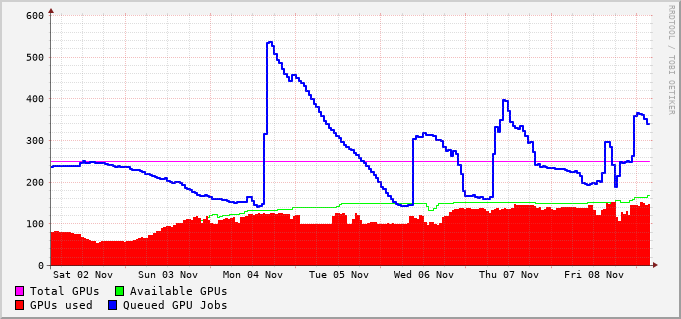 600
500
400
300
200
100
0
Sat 02 Nov Sun 03 Nov Mon 04 Nov Tue 05 Nov Wed 06 Nov Thu 07 Nov Fri 08 Nov
Total GPUs Available GPUs
GPUs used Queued GPU Jobs
RRDTOOL / TOBI OETIKER